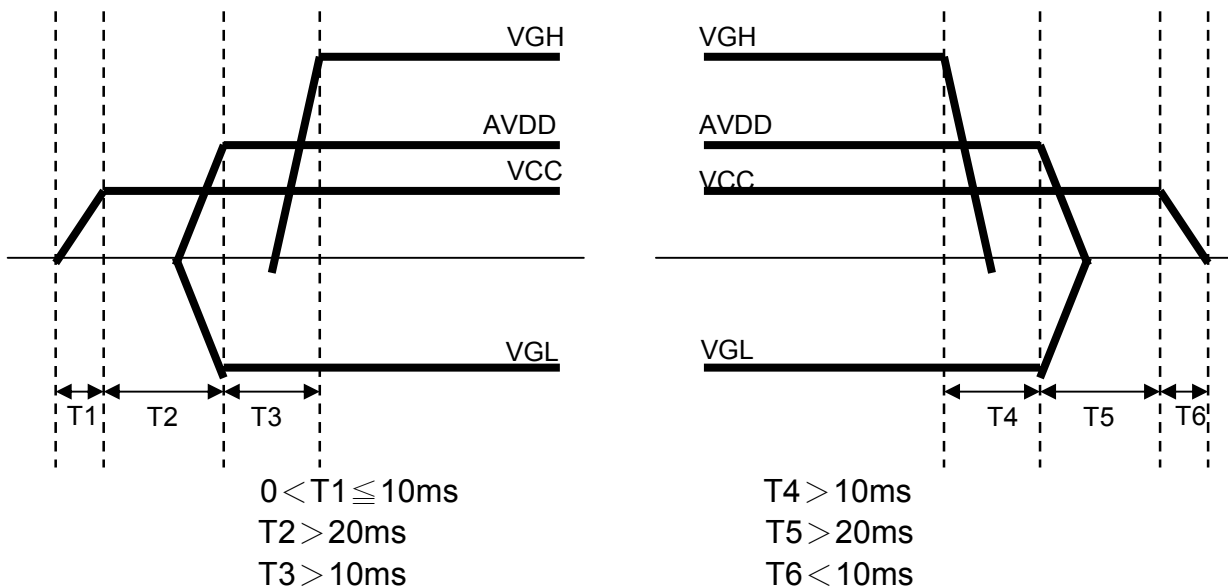 VGH
AVDD
VCC
VGL
T1 T2 T3
0<T1≦10ms
T2>20ms
T3>10ms
VGH
AVDD
VCC
VGL
T4 T5 T6
T4>10ms
T5>20ms
T6<10ms